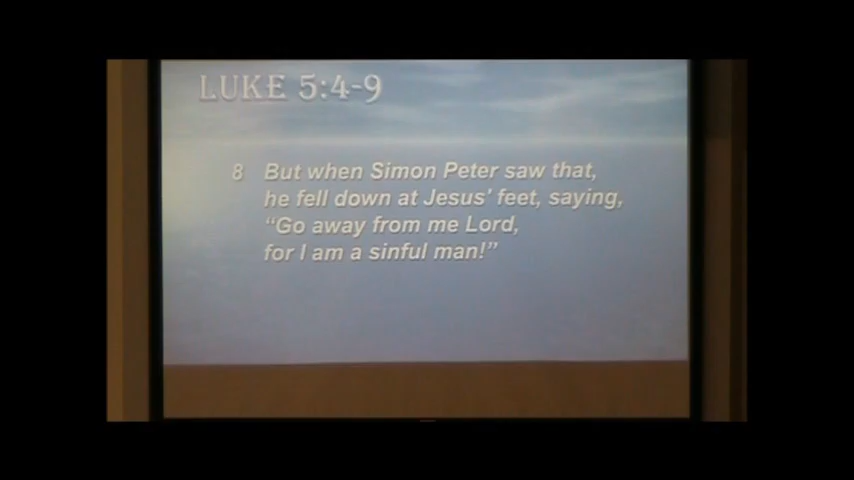 LUKE 5:4-9
8 But when Simon Peter saw that,
he fell down at Jesus' feet, saying,
“Go away from me Lord,
for I am a sinful man!”